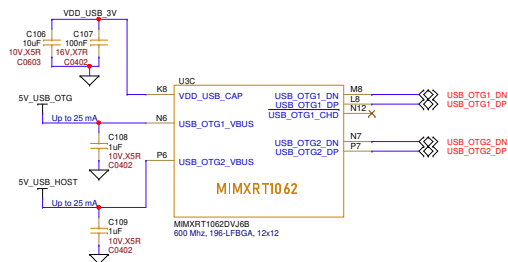 VDD_USB_3V
C106
10uF
10V,X5R
C0603
C107
100nF
16V,X7R
C0402
U3C
K8
VDD_USB_CAP
5V_USB_OTG
Up to 25 mA
N6
USB_OTG1_VBUS
C108
1uF
10V,X5R
C0402
P6
USB_OTG2_VBUS
5V_USB_HOST
Up to 25 mA
C109
1uF
10V,X5R
C0402
USB_OTG1_DN
M8
USB_OTG1_DN
USB_OTG1_DP
L8
USB_OTG1_DP
USB_OTG1_CHD
N12
USB_OTG2_DN
N7
USB_OTG2_DN
USB_OTG2_DP
P7
USB_OTG2_DP
MIMXRT1062
MIMXRT1062DVJ6B
600 Mhz, 196-LFBGA, 12x12